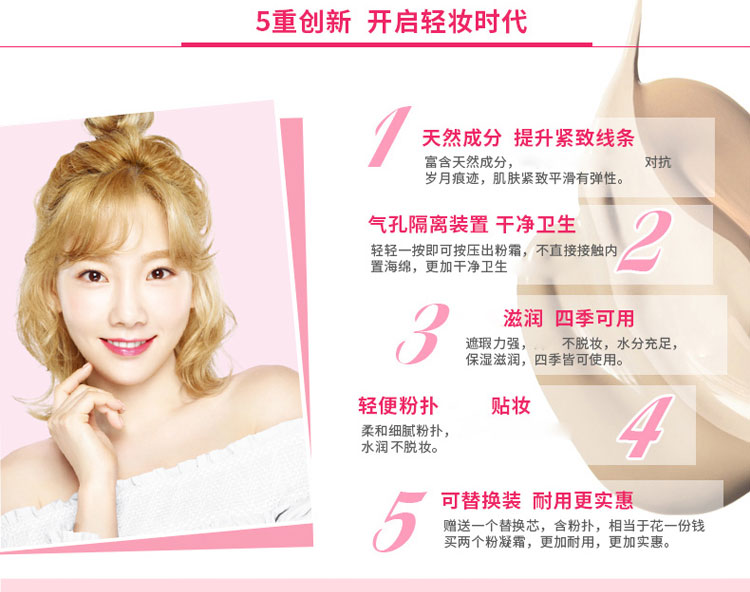 5重创新 开启轻妆时代
1
天然成分 提升紧致线条
富含天然成分， 对抗
岁月痕迹，肌肤紧致平滑有弹性。
气孔隔离装置 干净卫生
轻轻一按即可按压出粉霜，不直接接触内
置海绵，更加干净卫生
2
3
滋润 四季可用
遮瑕力强， 不脱妆，水分充足，
保湿滋润，四季皆可使用。
轻便粉扑 贴妆
柔和细腻粉扑，
水润不脱妆。
4
5
可替换装 耐用更实惠
赠送一个替换芯，含粉扑，相当于花一份钱
买两个粉凝霜，更加耐用，更加实惠。